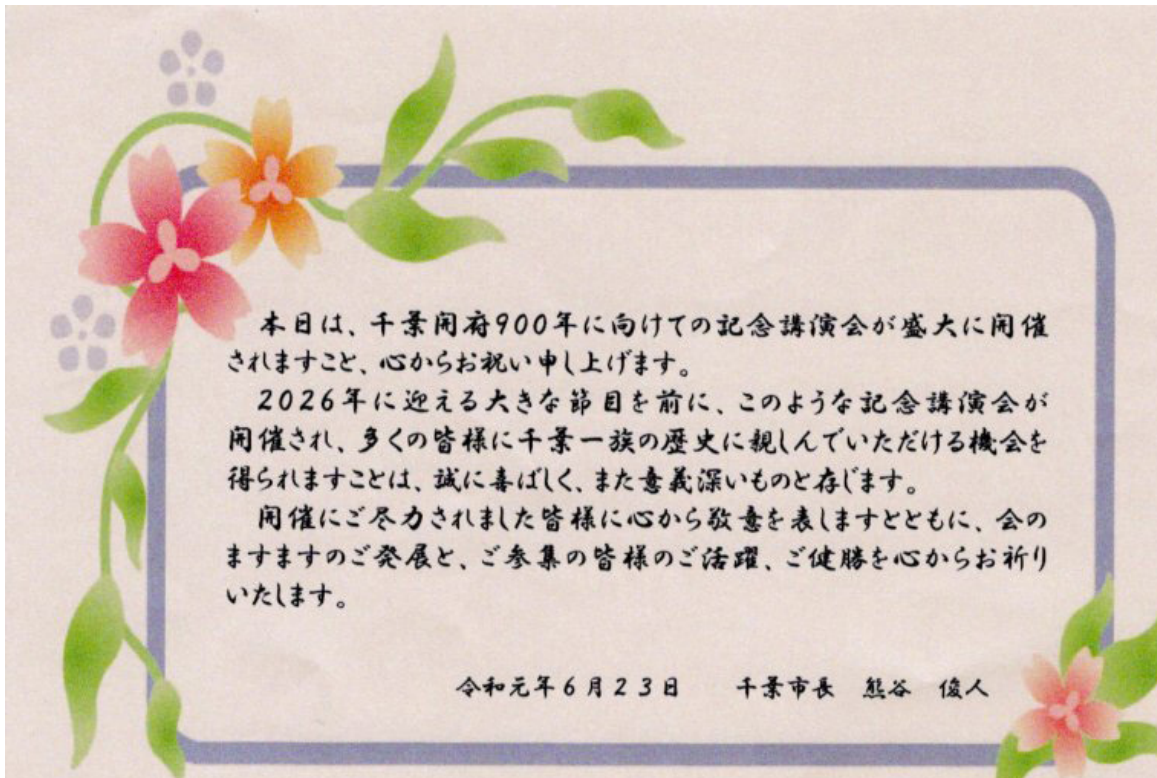 本日は、千葉開府900年に向けての記念講演会が盛大に開催
されますこと、心からお祝い申し上げます。
2026年に迎える大きな節目を前に、このような記念講演会が
開催され、多くの皆様に千葉一族の歴史に親しんでいただける機会を
得られますことは、誠に喜ばしく、また意義深いものと存じます。
開催にご尽力されました皆様に心から敬意を表しますとともに、会の
ますますのご発展と、ご参集の皆様のご活躍、ご健勝を心からお祈り
いたします。
令和元年6月23日　千葉市長　熊谷　俊人